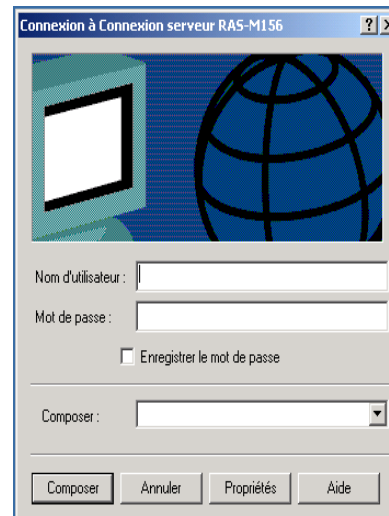 Connexion à Connexion serveur RAS-M156
Nom d'utilisateur :
Mot de passe :
Enregistrer le mot de passe
Composer :
Composer Annuler Propriétés Aide